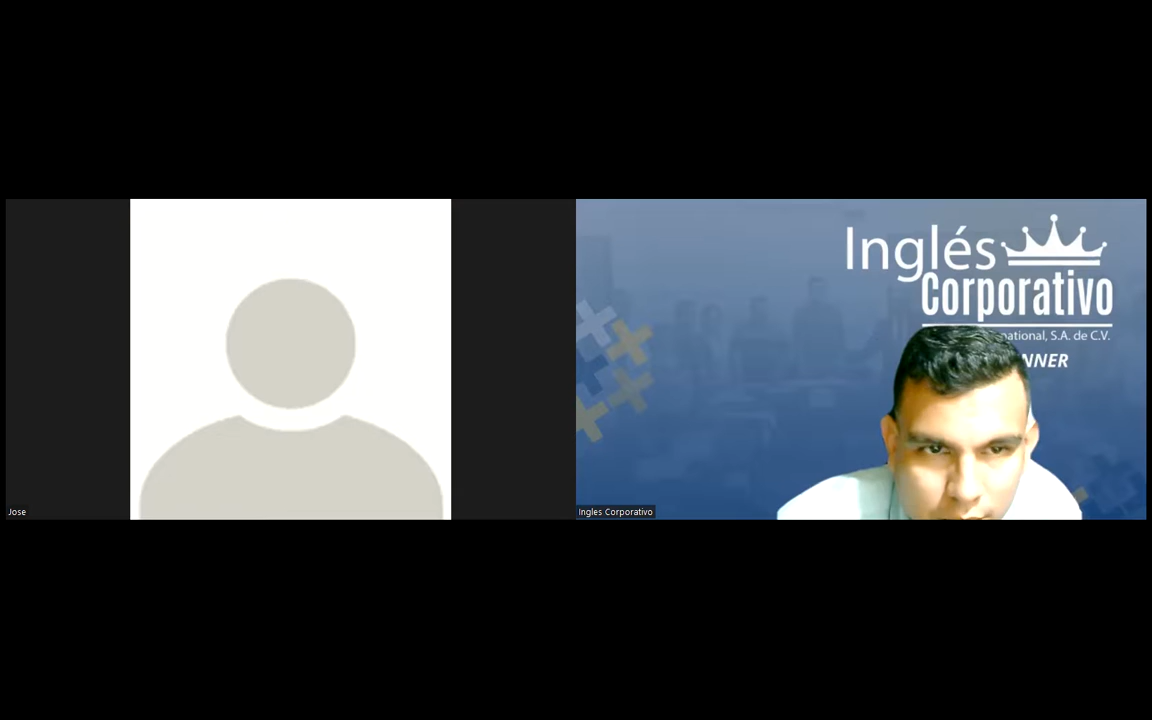 Inglés
Corporativo
national, S.A. de C.V.
NNER
Jose
Ingles Corporativo